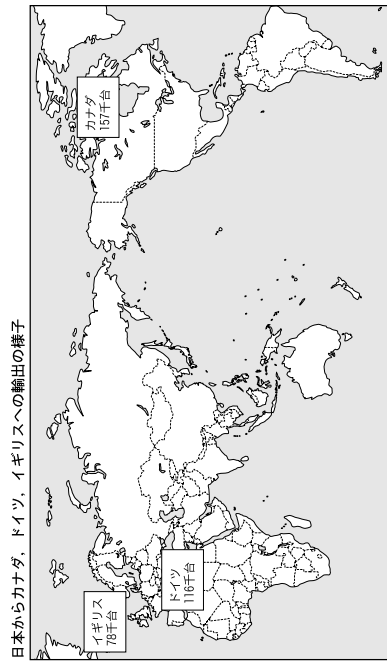 日本からカナダ，ドイツ，イギリスへの輸出の様子
イギリス
78千台
ドイツ
116千台
カナダ
157千台